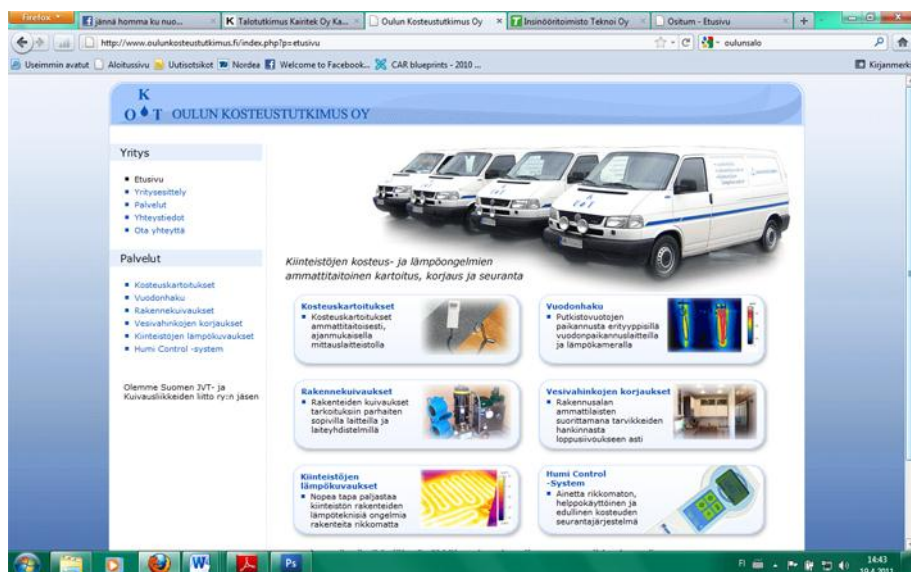 Firefox
jännä homma ku nuo...
Talotutkimus Kairitek Oy Ka...
Oulun Kosteustutkimus Oy
Insinööritoimisto Teknoi Oy
Ositum - Etusivu
http://www.oulunkosteustutkimus.fi/index.php?p=etusivu
oulunsalo
Useimmin avatut
Aloitussivu
Uutisotsikot
Nordea
Welcome to Facebook...
CAR blueprints - 2010 ...
Kirjanmerk
K
O T OULUN KOSTEUSTUTKIMUS OY
Yritys
Etusivu
Yritysesittely
Palvelut
Yhteystiedot
Ota yhteyttä
Palvelut
Kosteuskartoitukset
Vuodonhaku
Rakennekuivaukset
Vesivahinkojen korjaukset
Kiinteistöjen lämpökuvaukset
Humi Control -system
Olemme Suomen JVT- ja
Kuivausliikkeiden liitto ry:n jäsen
Kiinteistöjen kosteus- ja lämpöongelmien
ammattitaitoinen kartoitus, korjaus ja seuranta
Kosteuskartoitukset
Kosteuskartoitukset
ammattitaitoisesti,
ajanmukaisella
mittauslaitteistolla
Vuodonhaku
Putkistovuotojen
paikannusta erityyppisillä
vuodonpaikannuslaitteilla
ja lämpökameralla
Rakennekuivaukset
Rakenteiden kuivaukset
tarkoituksiin parhaiten
sopivilla laitteilla ja
laiteyhdistelmillä
Vesivahinkojen korjaukset
Rakennusalan
ammattilaisten
suorittamana tarvikkeiden
hankinnasta
loppusiivoukseen asti
Kiinteistöjen
lämpökuvaukset
Nopea tapa paljastaa
kiinteistön rakenteiden
lämpöteknisiä ongelmia
rakenteita rikkomatta
Humi Control
-System
Ainetta rikkomaton,
helppokäyttöinen ja
edullinen kosteuden
seurantajärjestelmä
FI
14:43
19.4.2011